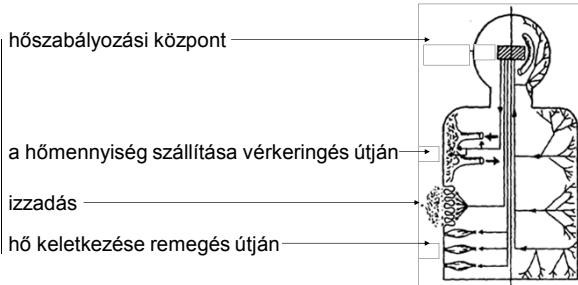 hőszabályozási központ
a hőmennyiség szállítása vérkeringés útján
izzadás
hő keletkezése remegés útján